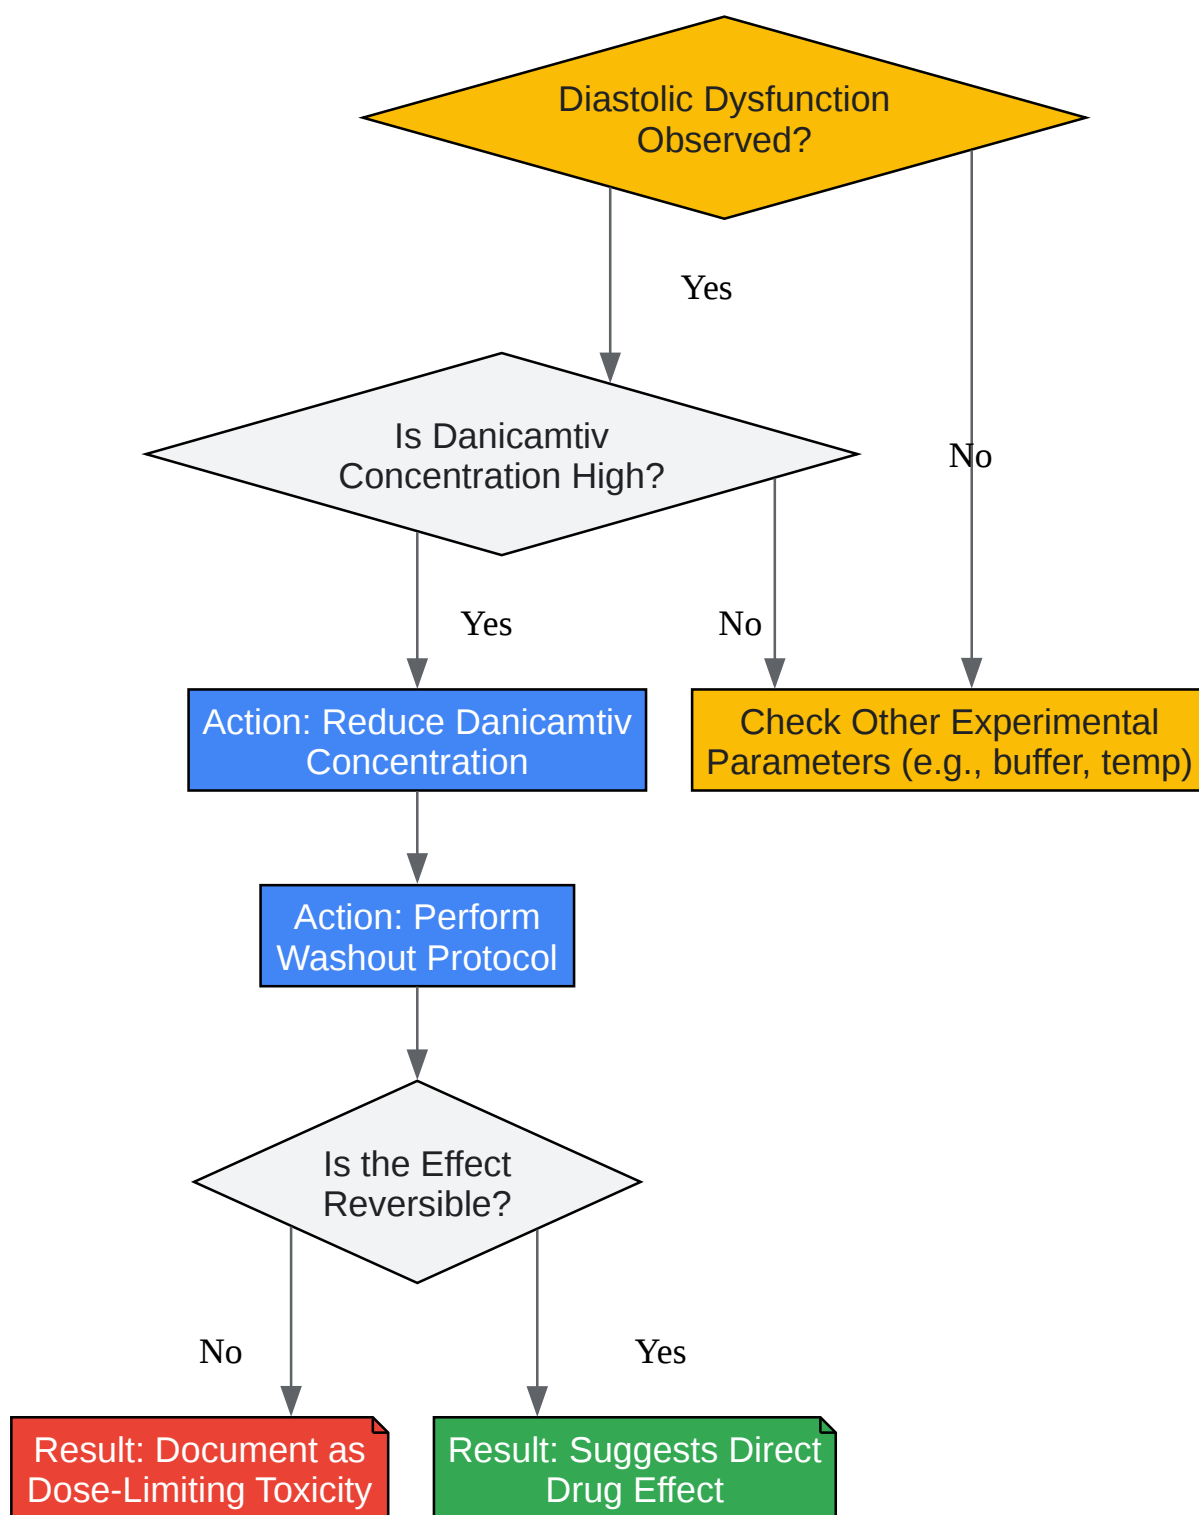 Diastolic Dysfunction
Observed?
Yes
Is Danicamtiv
Concentration High?
No
Yes
No
Action: Reduce Danicamtiv
Concentration
Check Other Experimental
Parameters (e.g., buffer, temp)
Action: Perform
Washout Protocol
Is the Effect
Reversible?
No
Yes
Result: Document as
Dose-Limiting Toxicity
Result: Suggests Direct
Drug Effect